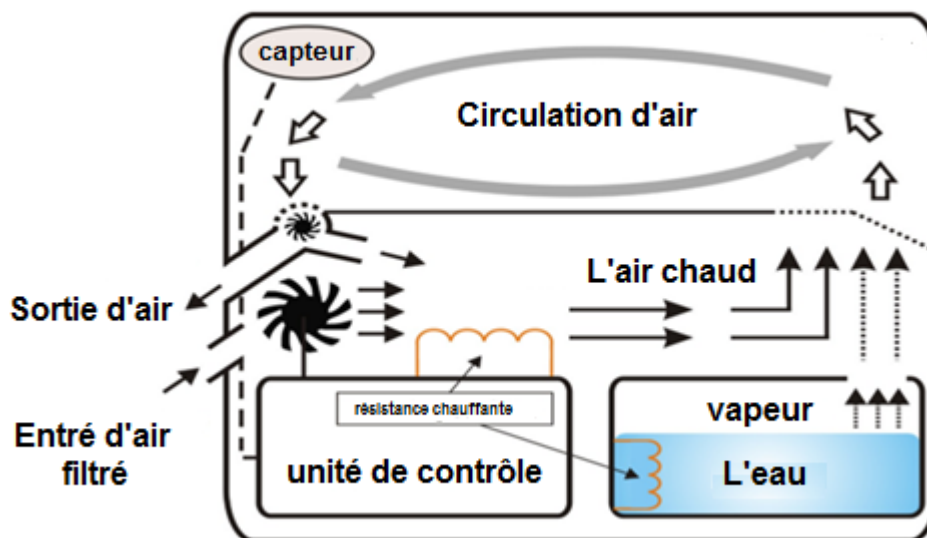 capteur
Circulation d'air
L'air chaud
Sortie d'air
résistance chauffante
vapeur
Entré d'air
filtré
unité de contrôle
L'eau